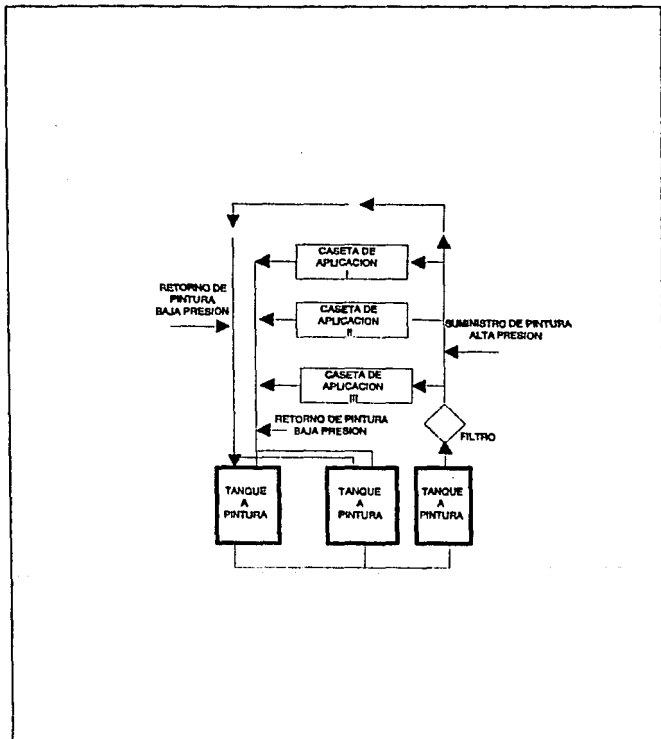 CASETA DE
APLICACION
I
RETORNO DE
PINTURA
BAJA PRESION
CASETA DE
APLICACION
II
SUMINISTRO DE PINTURA
ALTA PRESION
CASETA DE
APLICACION
III
RETORNO DE PINTURA
BAJA PRESION
FILTRO
TANQUE
A
PINTURA
TANQUE
A
PINTURA
TANQUE
A
PINTURA